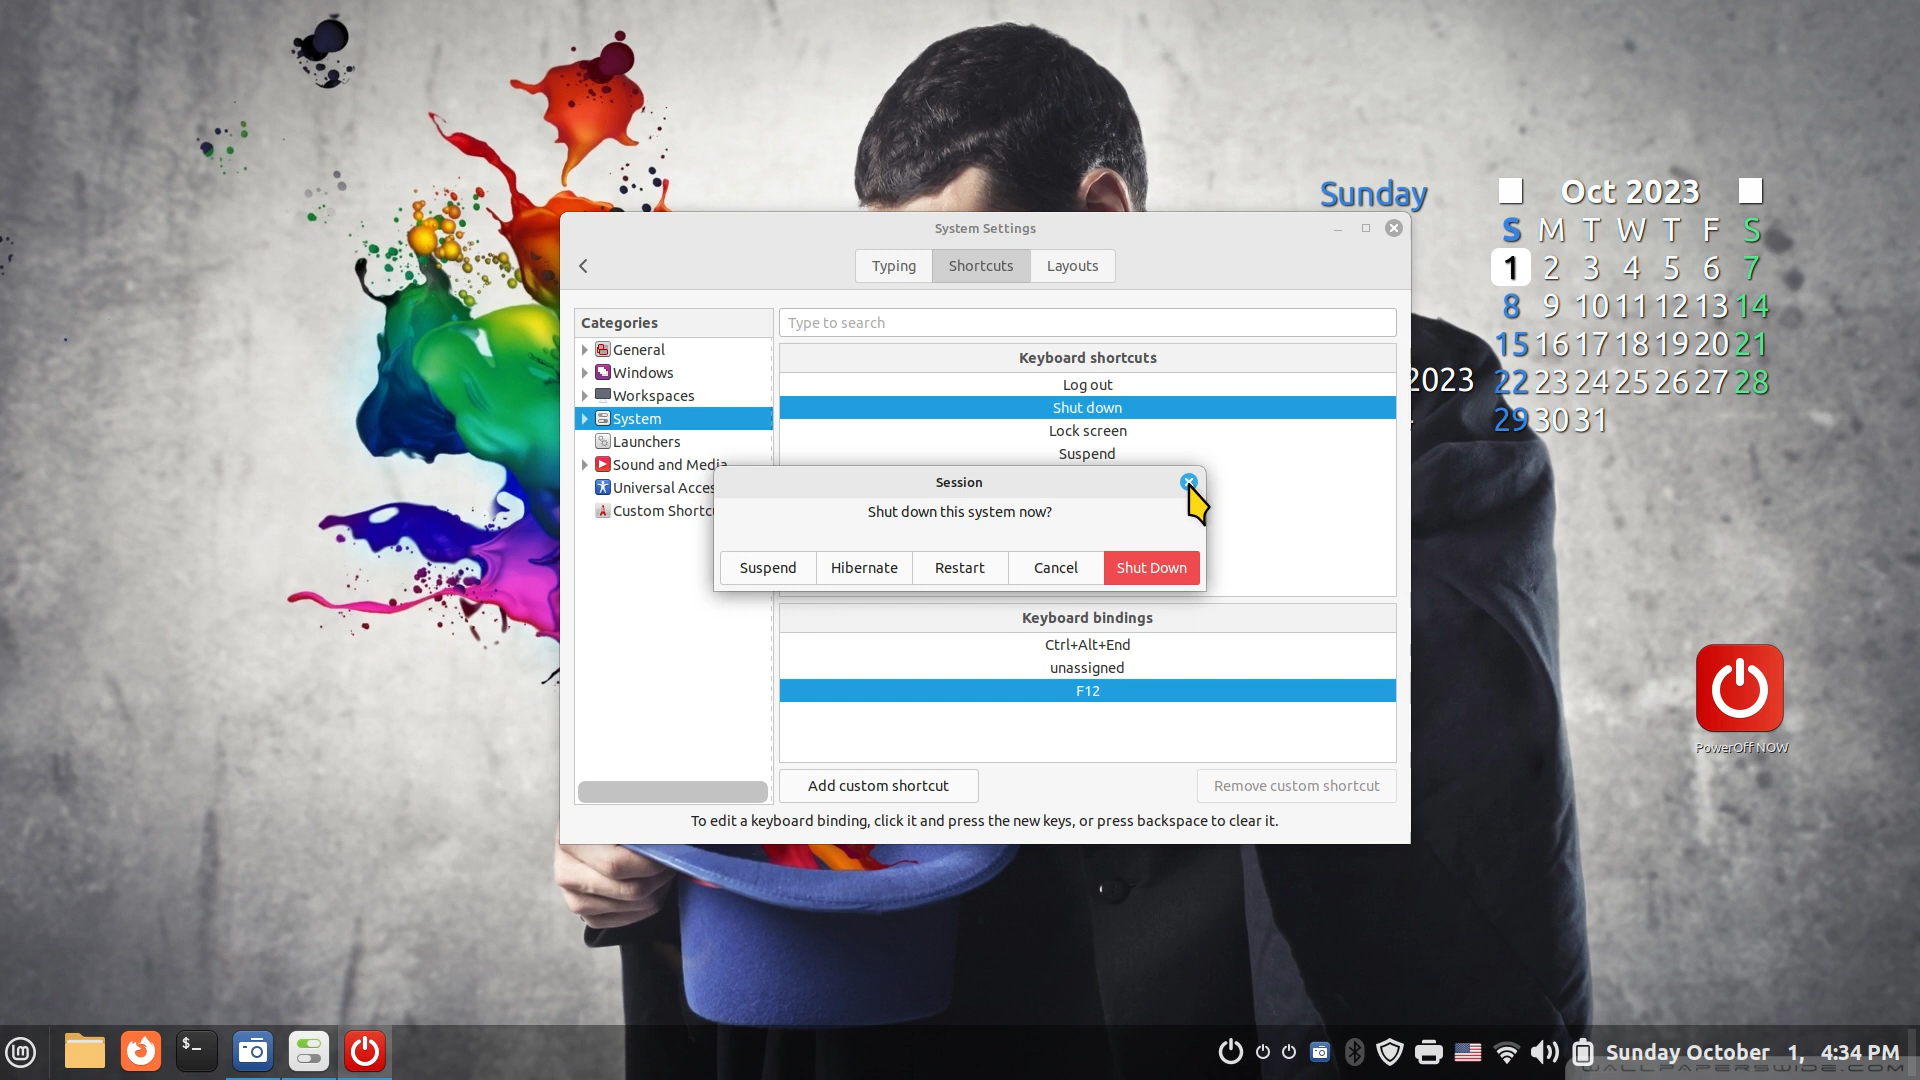 Sunday
Oct 2023
S M T W T F S
1 2 3 4 5 6 7
8 9 10 11 12 13 14
15 16 17 18 19 20 21
22 23 24 25 26 27 28
29 30 31
2023
System Settings
Typing Shortcuts Layouts
Categories
General
Windows
Workspaces
System
Launchers
Sound and Media
Universal Acces
Custom Shortcu
Type to search
Keyboard shortcuts
Log out
Shut down
Lock screen
Suspend
Session
Shut down this system now?
Suspend Hibernate Restart Cancel Shut Down
Keyboard bindings
Ctrl+Alt+End
unassigned
F12
Add custom shortcut Remove custom shortcut
To edit a keyboard binding, click it and press the new keys, or press backspace to clear it.
PowerOff NOW
$_
Sunday October 1, 4:34 PM
WALLPAPERSWIDE.COM